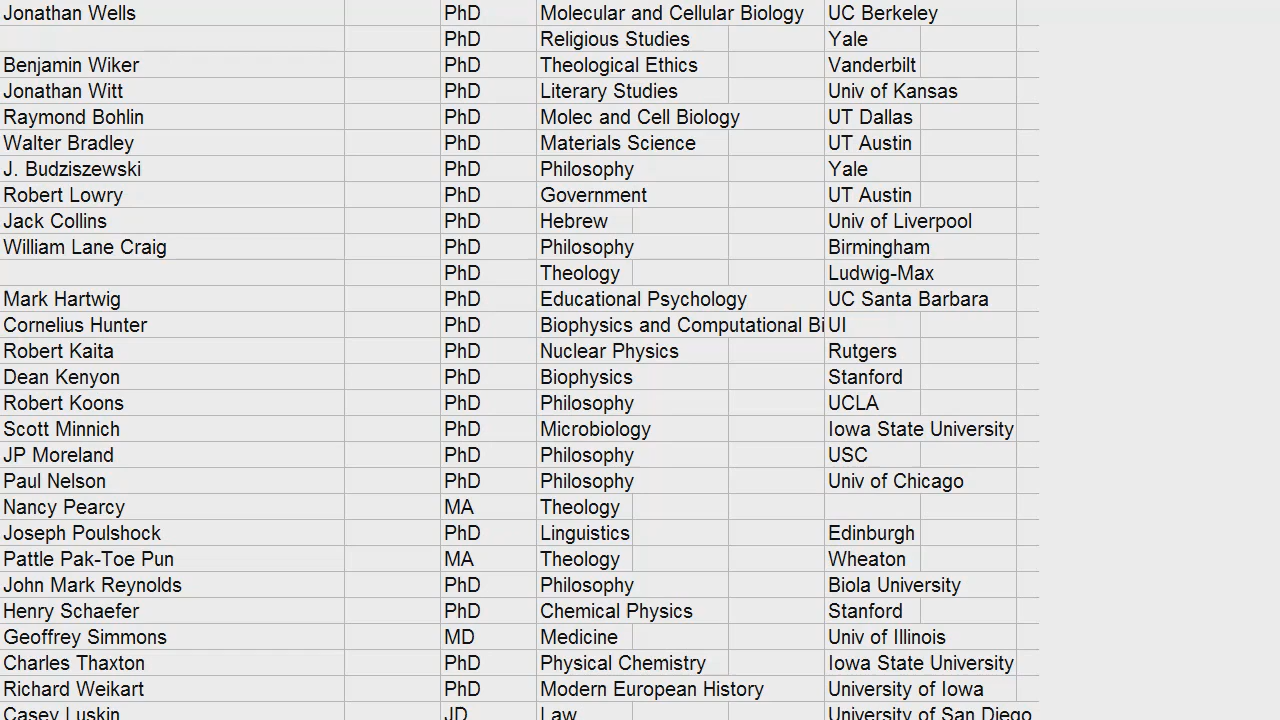 Jonathan Wells PhD Molecular and Cellular Biology UC Berkeley
PhD Religious Studies Yale
Benjamin Wiker PhD Theological Ethics Vanderbilt
Jonathan Witt PhD Literary Studies Univ of Kansas
Raymond Bohlin PhD Molec and Cell Biology UT Dallas
Walter Bradley PhD Materials Science UT Austin
J. Budziszewski PhD Philosophy Yale
Robert Lowry PhD Government UT Austin
Jack Collins PhD Hebrew Univ of Liverpool
William Lane Craig PhD Philosophy Birmingham
PhD Theology Ludwig-Max
Mark Hartwig PhD Educational Psychology UC Santa Barbara
Cornelius Hunter PhD Biophysics and Computational Bi UI
Robert Kaita PhD Nuclear Physics Rutgers
Dean Kenyon PhD Biophysics Stanford
Robert Koons PhD Philosophy UCLA
Scott Minnich PhD Microbiology Iowa State University
JP Moreland PhD Philosophy USC
Paul Nelson PhD Philosophy Univ of Chicago
Nancy Pearcy MA Theology
Joseph Poulshock PhD Linguistics Edinburgh
Pattle Pak-Toe Pun MA Theology Wheaton
John Mark Reynolds PhD Philosophy Biola University
Henry Schaefer PhD Chemical Physics Stanford
Geoffrey Simmons MD Medicine Univ of Illinois
Charles Thaxton PhD Physical Chemistry Iowa State University
Richard Weikart PhD Modern European History University of Iowa
Casey Luskin JD Law University of San Diego